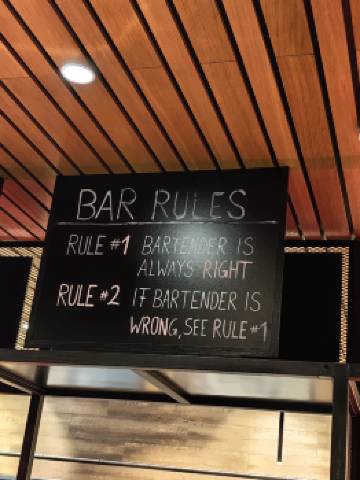 BAR RULES
RULE #1 BARTENDER IS
ALWAYS RIGHT
RULE #2 IF BARTENDER IS
WRONG, SEE RULE #1